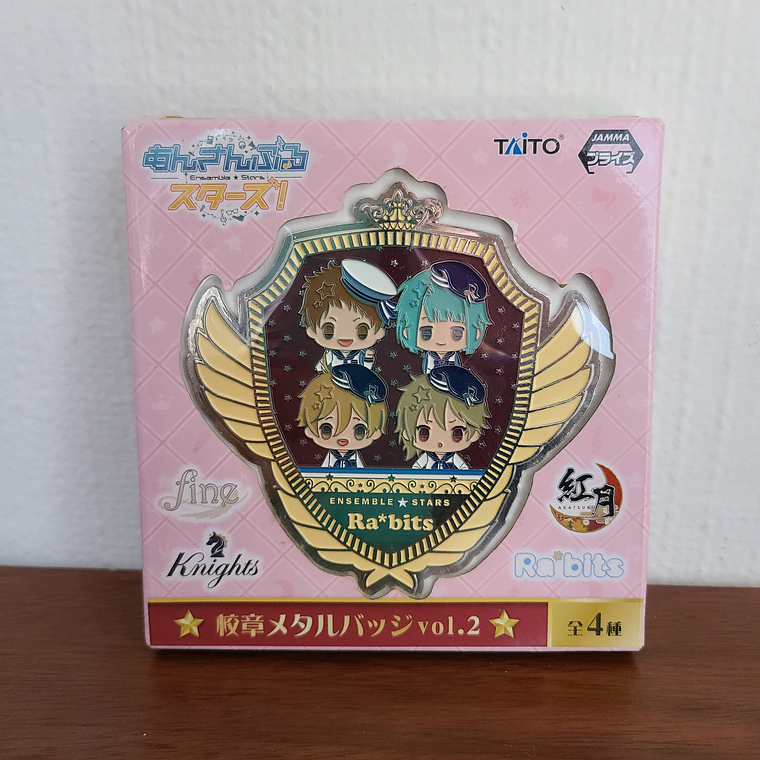 あんさんぶる
Ensemble★Stars
スターズ!
TAITO®
JAMMA
プライズ
ENSEMBLE★STARS
Ra*bits
fine
Knights
紅月
AKATSUKI
Ra*bits
★ 校章メタルバッジ vol.2 ★
全4種